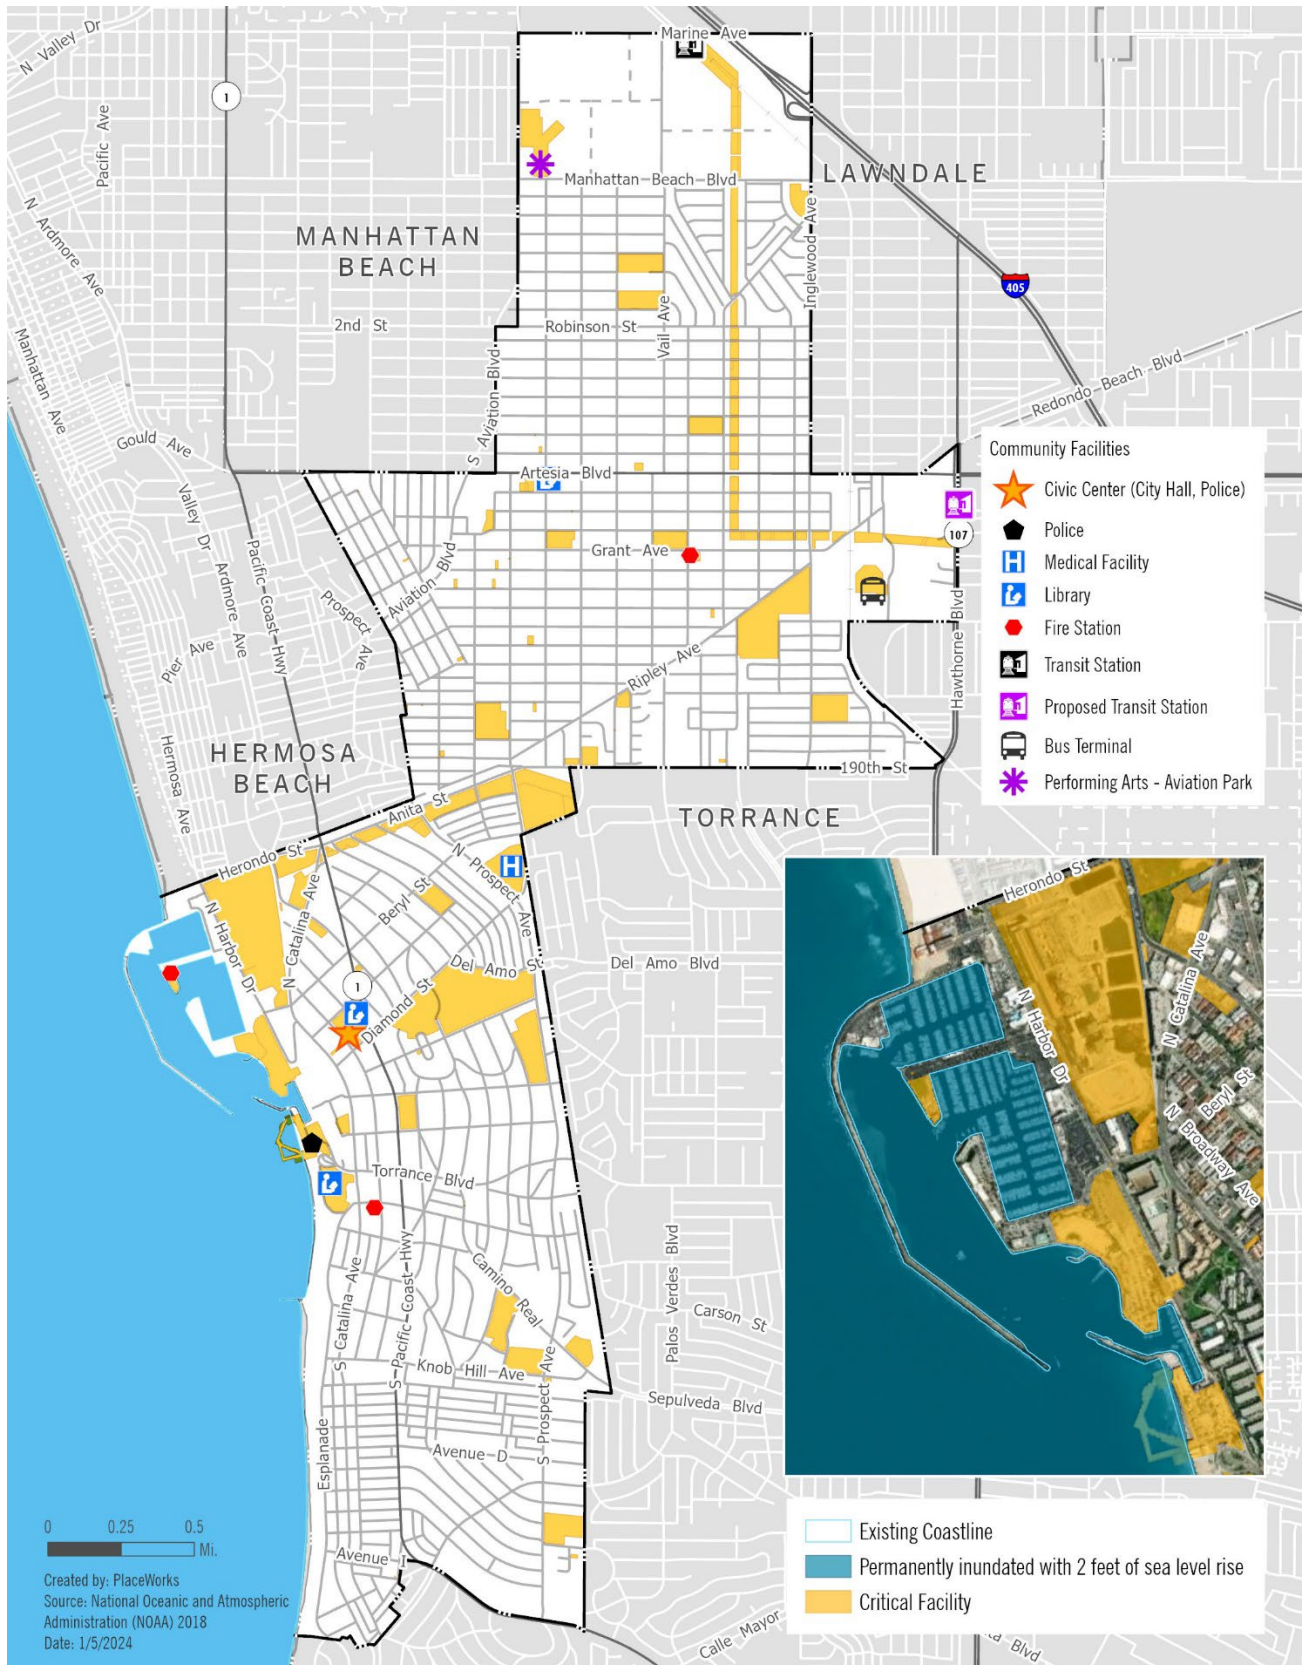 Marine Ave
N Valley Dr
1
Pacific Ave
LAWNDALE
Manhattan Beach Blvd
N Ardmore Ave
MANHATTAN
BEACH
Inglewood Ave
405
2nd St
Robinson St
Vail Ave
Manhattan Ave
S Aviation Blvd
Redondo Beach Blvd
Gould Ave
Artesia Blvd
Community Facilities
Civic Center (City Hall, Police)
Police
Medical Facility
Library
Fire Station
Transit Station
Proposed Transit Station
Bus Terminal
Performing Arts - Aviation Park
Valley Dr
Ardmore Ave
Pacific Coast Hwy
107
Grant Ave
Aviation Blvd
Prospect Ave
Pier Ave
Hawthorne Blvd
Ripley Ave
Hermosa Ave
HERMOSA
BEACH
190th St
Anita St
TORRANCE
Herondo St
N Prospect Ave
H
Beryl St
N Catalina Ave
N Harbor Dr
Del Amo St
Del Amo Blvd
1
Diamond St
Herondo St
N Catalina Ave
N Harbor Dr
Beryl St
N Broadway Ave
Torrance Blvd
S Catalina Ave
S Pacific Coast Hwy
Camino Real
Palos Verdes Blvd
Carson St
Knob Hill Ave
S Prospect Ave
Sepulveda Blvd
Esplanade
Avenue D
Avenue I
0 0.25 0.5
Mi.
Created by: PlaceWorks
Source: National Oceanic and Atmospheric
Administration (NOAA) 2018
Date: 1/5/2024
Existing Coastline
Permanently inundated with 2 feet of sea level rise
Critical Facility
Calle Mayor
Blvd